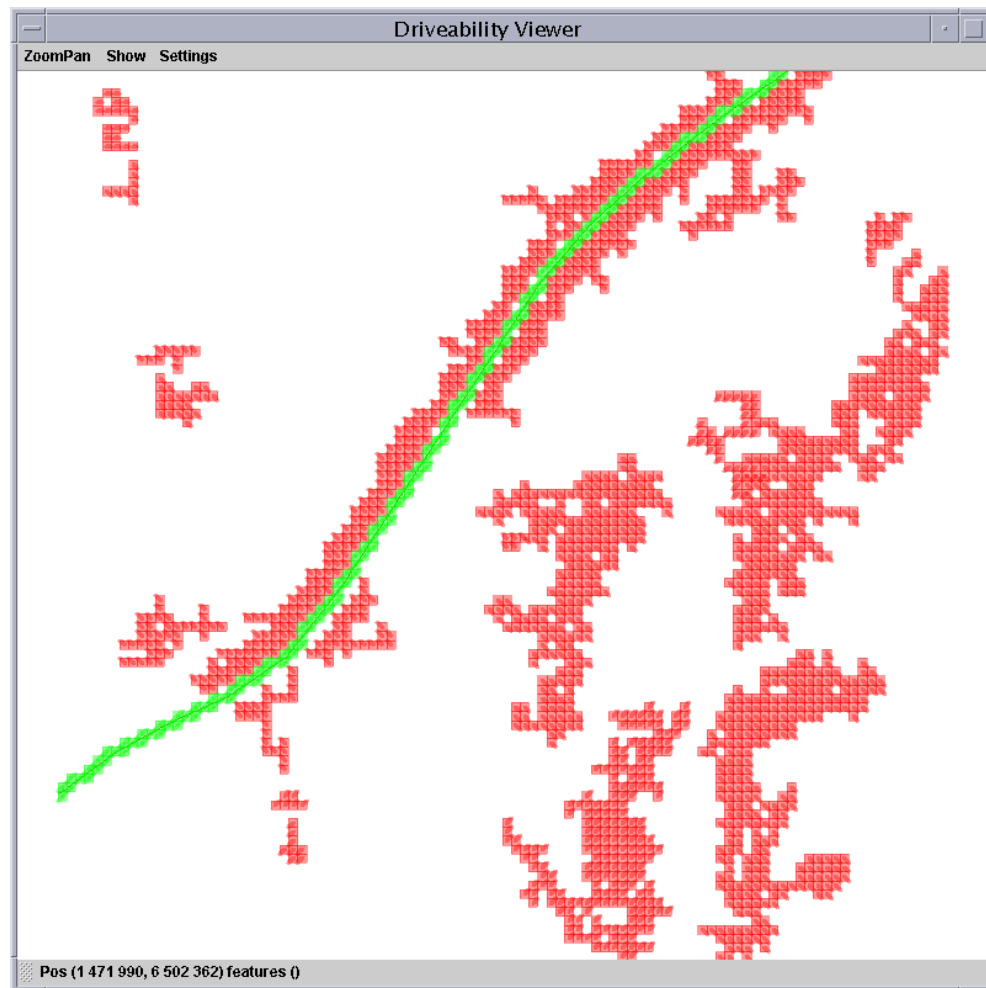 Driveability Viewer
ZoomPan Show Settings
Pos (1 471 990, 6 502 362) features ()